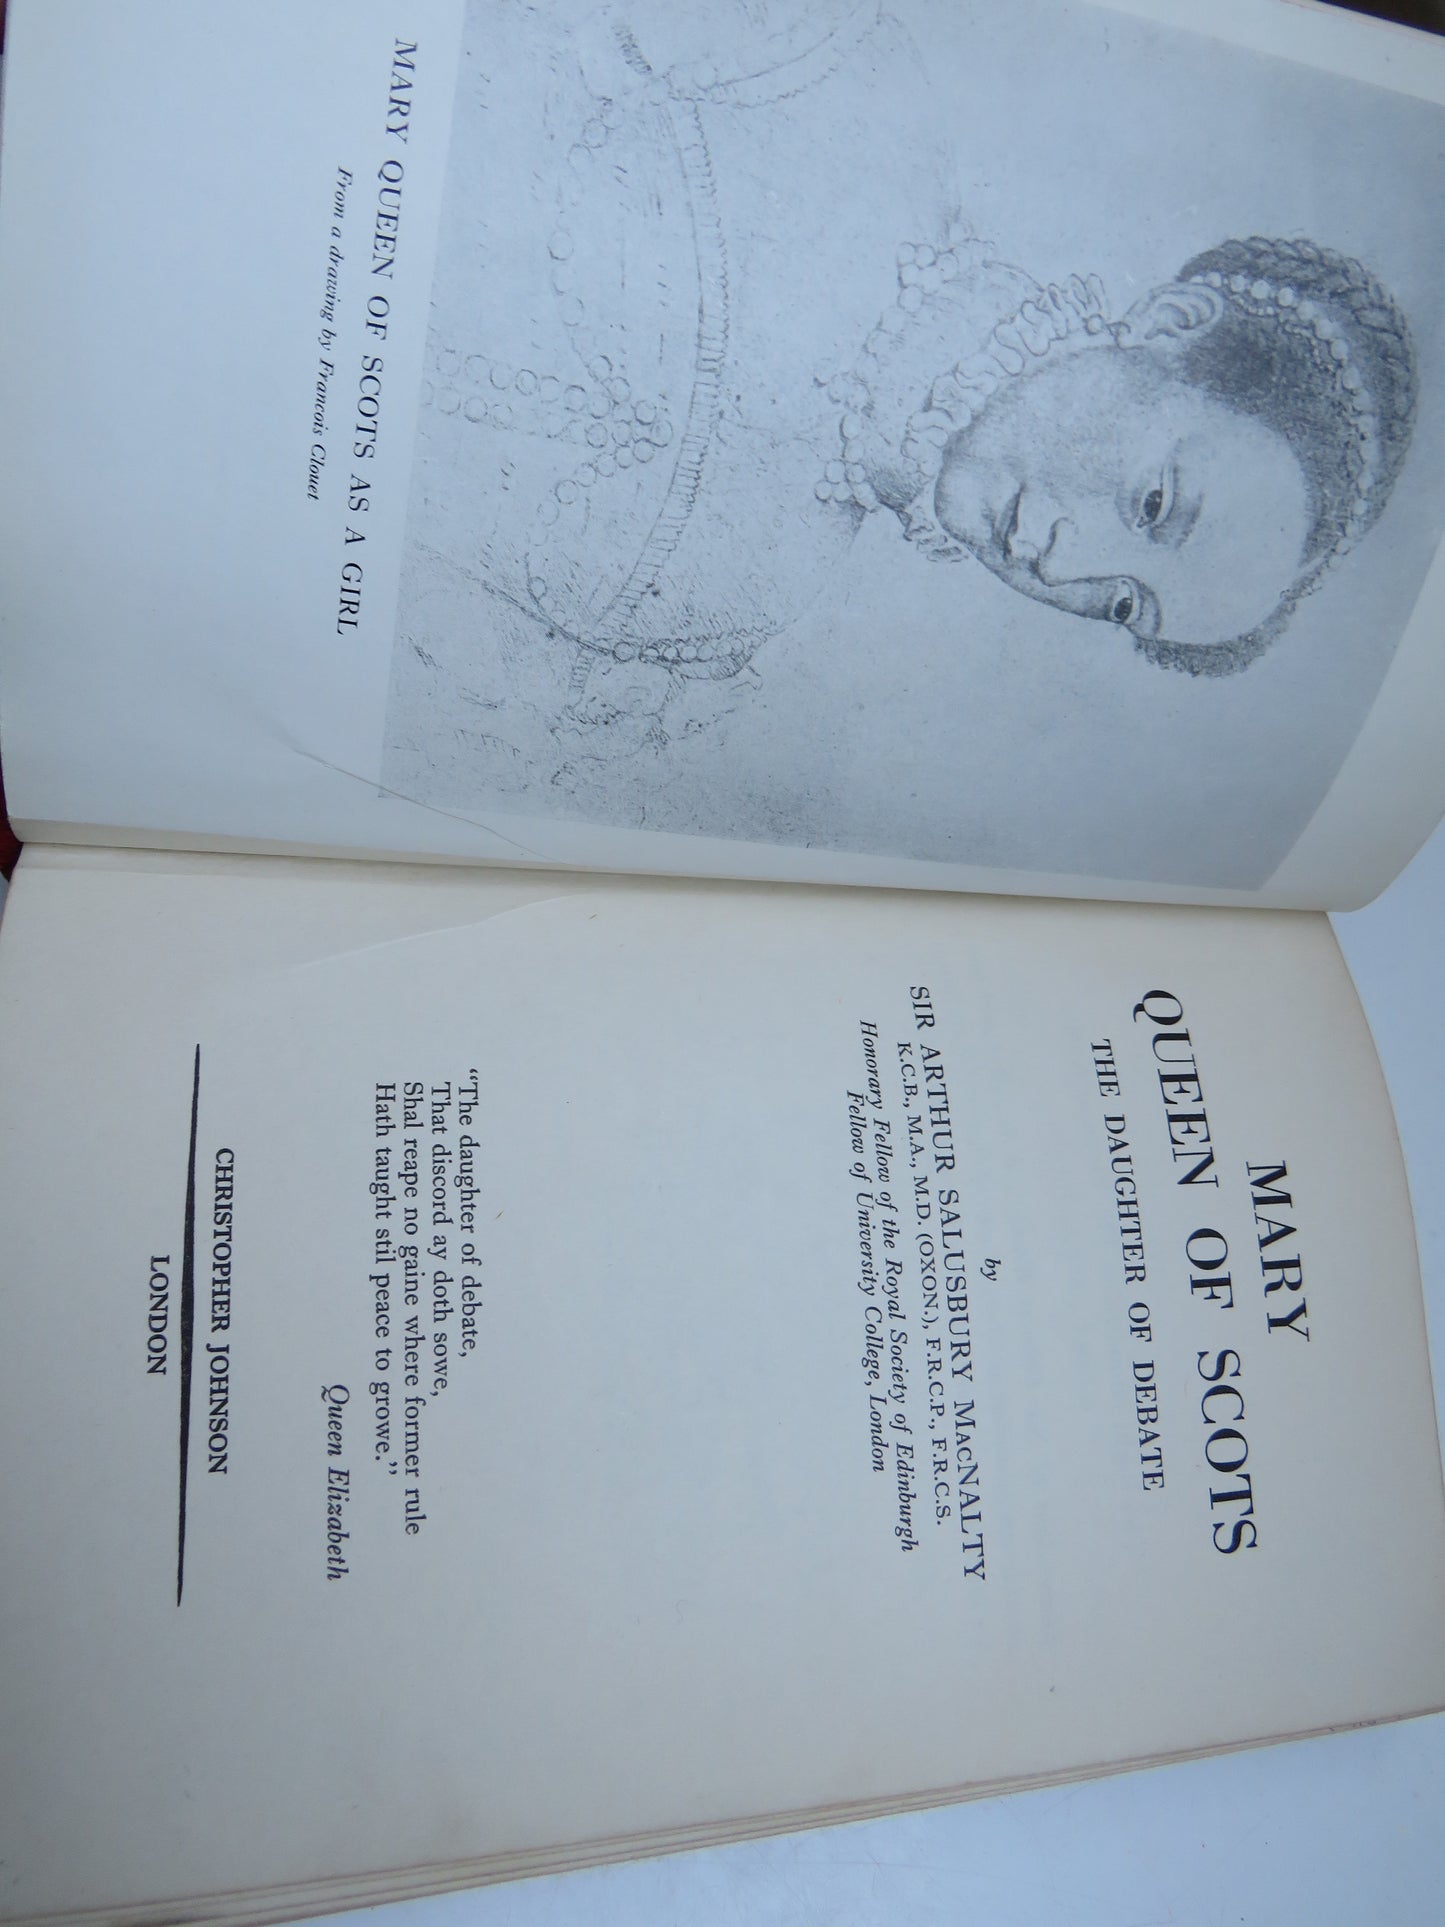 MARY QUEEN OF SCOTS AS A GIRL
From a drawing by Francois Clouet
MARY
QUEEN OF SCOTS
THE DAUGHTER OF DEBATE
by
SIR ARTHUR SALUSBURY MACNALTY
K.C.B., M.A., M.D. (OXON.), F.R.C.P., F.R.C.S.
Honorary Fellow of the Royal Society of Edinburgh
Fellow of University College, London
“The daughter of debate,
That discord ay doth sowe,
Shal reape no gaine where former rule
Hath taught stil peace to growe.”
Queen Elizabeth
CHRISTOPHER JOHNSON
LONDON